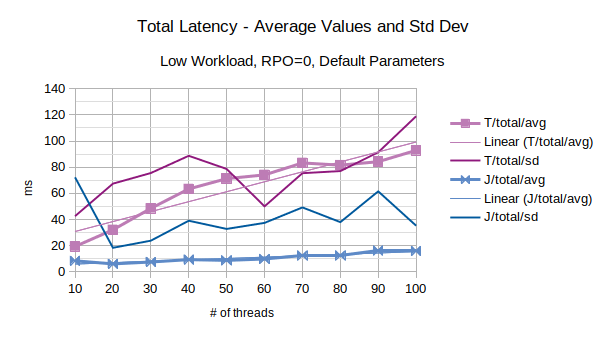 Total Latency - Average Values and Std Dev
Low Workload, RPO=0, Default Parameters
140
120
100
80
60
40
20
0
ms
10 20 30 40 50 60 70 80 90 100
# of threads
T/total/avg
Linear (T/total/avg)
T/total/sd
J/total/avg
Linear (J/total/avg)
J/total/sd